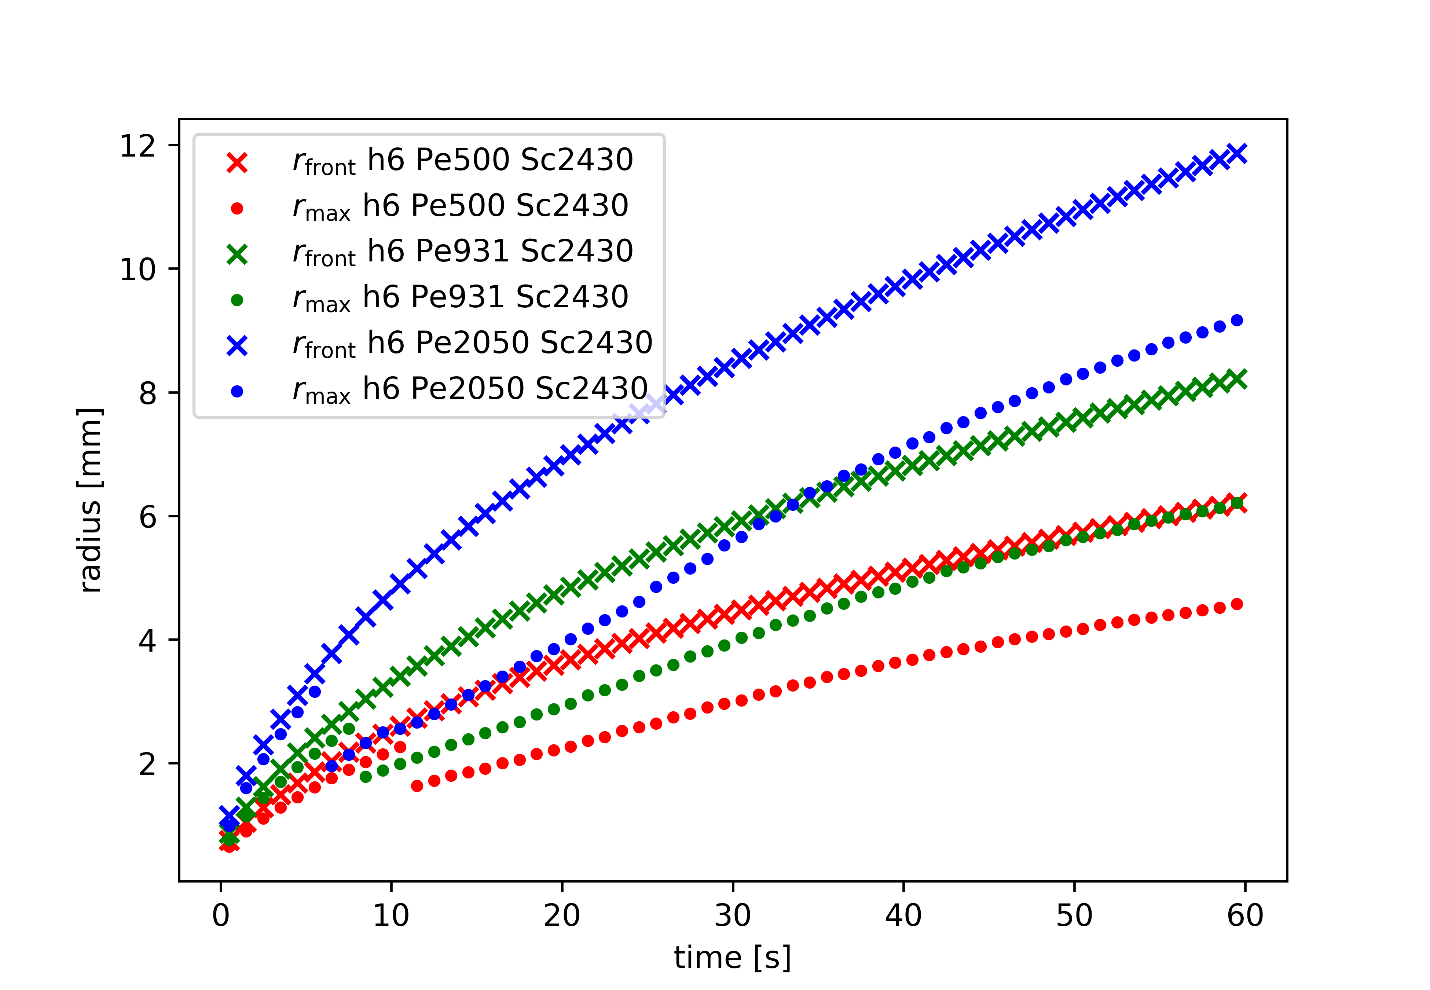 12
10
8
6
4
2
radius [mm]
r_front h6 Pe500 Sc2430
r_max h6 Pe500 Sc2430
r_front h6 Pe931 Sc2430
r_max h6 Pe931 Sc2430
r_front h6 Pe2050 Sc2430
r_max h6 Pe2050 Sc2430
0 10 20 30 40 50 60
time [s]